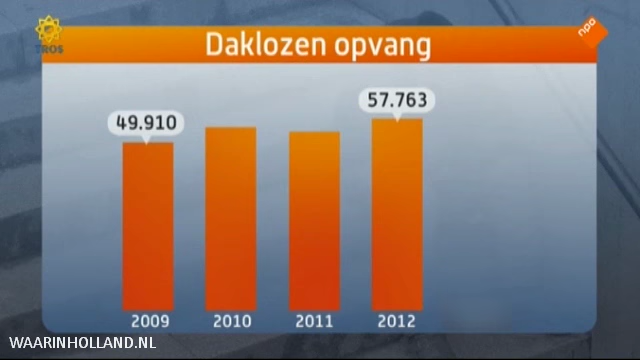 TROS
npo
Daklozen opvang
49.910
57.763
2009 2010 2011 2012
WAARINHOLLAND.NL